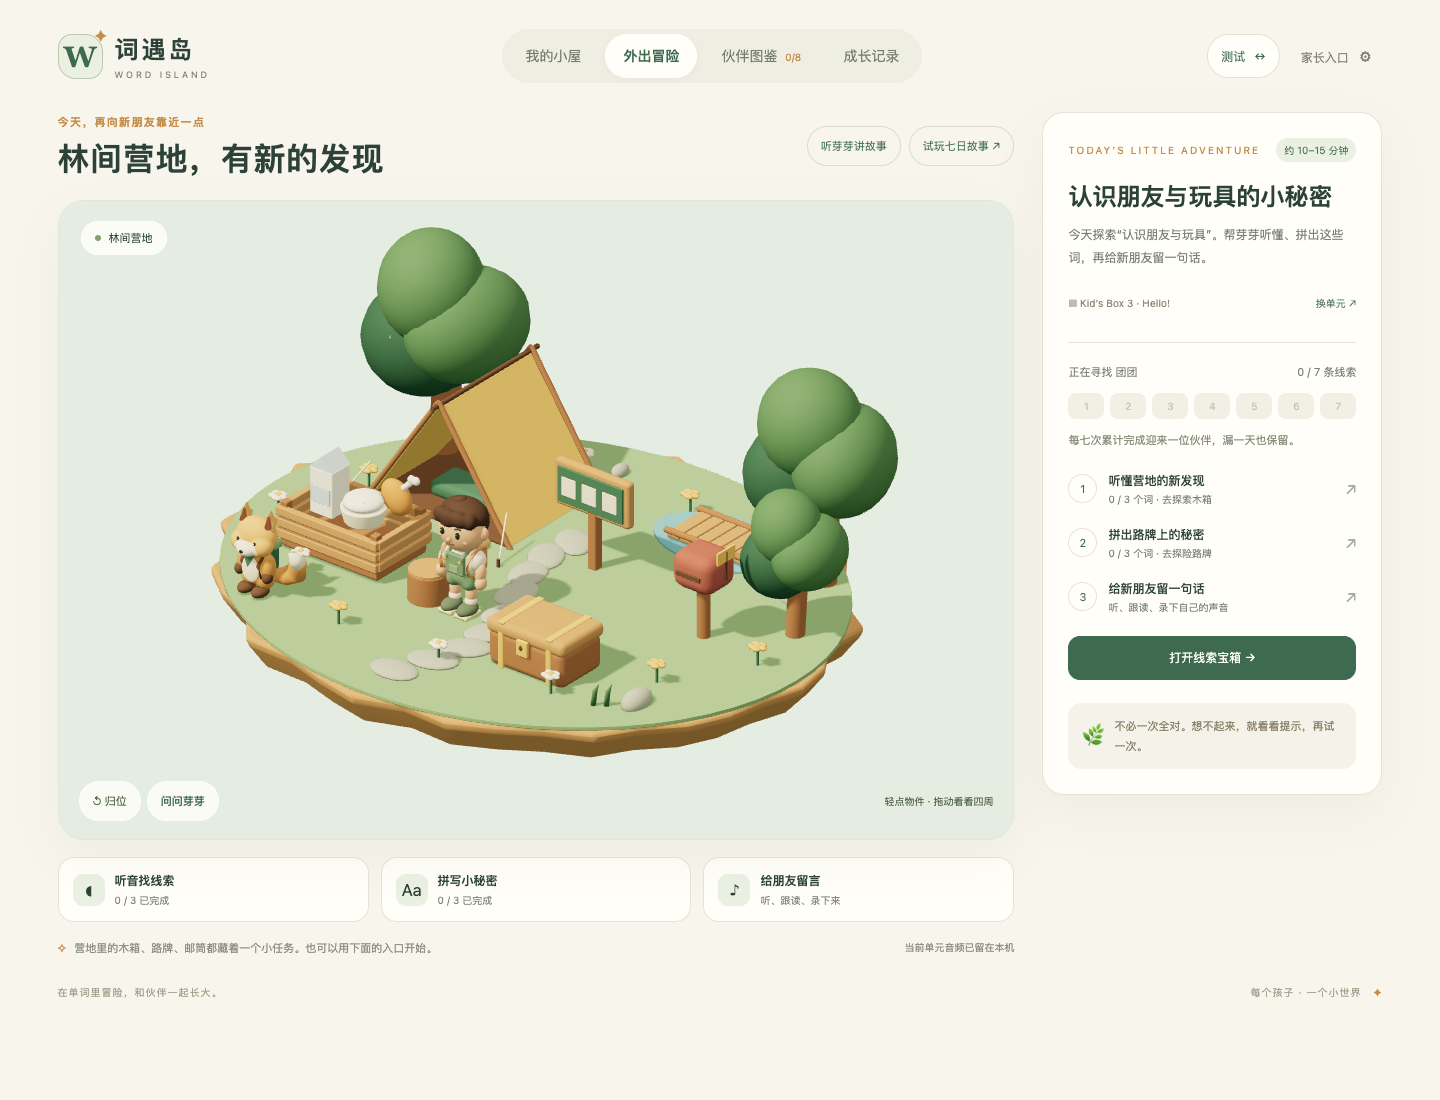 W
词遇岛
WORD ISLAND
我的小屋
外出冒险
伙伴图鉴 0/8
成长记录
测试 ↔
家长入口 ⚙
今天，再向新朋友靠近一点
林间营地，有新的发现
听芽芽讲故事
试玩七日故事 ↗
林间营地
↺ 归位
问问芽芽
轻点物件 · 拖动看看四周
听音找线索
0 / 3 已完成
Aa
拼写小秘密
0 / 3 已完成
♪
给朋友留言
听、跟读、录下来
✧ 营地里的木箱、路牌、邮筒都藏着一个小任务。也可以用下面的入口开始。
当前单元音频已留在本机
TODAY'S LITTLE ADVENTURE
约 10–15 分钟
认识朋友与玩具的小秘密
今天探索“认识朋友与玩具”。帮芽芽听懂、拼出这些
词，再给新朋友留一句话。
Kid's Box 3 · Hello!
换单元 ↗
正在寻找 团团
0 / 7 条线索
1 2 3 4 5 6 7
每七次累计完成迎来一位伙伴，漏一天也保留。
1
听懂营地的新发现
0 / 3 个词 · 去探索木箱
2
拼出路牌上的秘密
0 / 3 个词 · 去探险路牌
3
给新朋友留一句话
听、跟读、录下自己的声音
打开线索宝箱 →
不必一次全对。想不起来，就看看提示，再试
一次。
在单词里冒险，和伙伴一起长大。
每个孩子 · 一个小世界 ✦